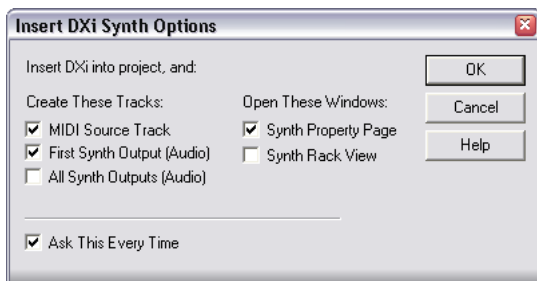 Insert DXi Synth Options
Insert DXi into project, and:
Create These Tracks:
MIDI Source Track
First Synth Output (Audio)
All Synth Outputs (Audio)
Open These Windows:
Synth Property Page
Synth Rack View
Ask This Every Time
OK
Cancel
Help